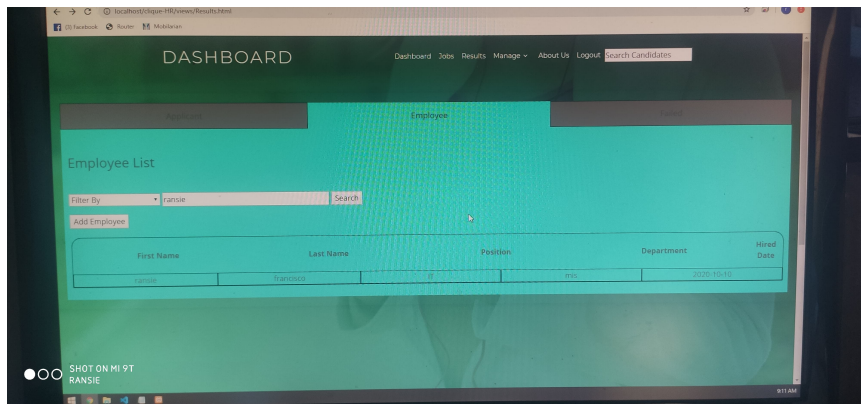 localhost/clique-HR/views/Results.html
(3) Facebook Router Mobilarian
DASHBOARD
Dashboard Jobs Results Manage About Us Logout Search Candidates
Applicant Employee
Employee List
Filter By ransie Search
Add Employee
First Name Last Name Position Department Hired Date
ransie francisco IT mis 2020-10-10
SHOT ON MI 9T
RANSIE
9:11 AM